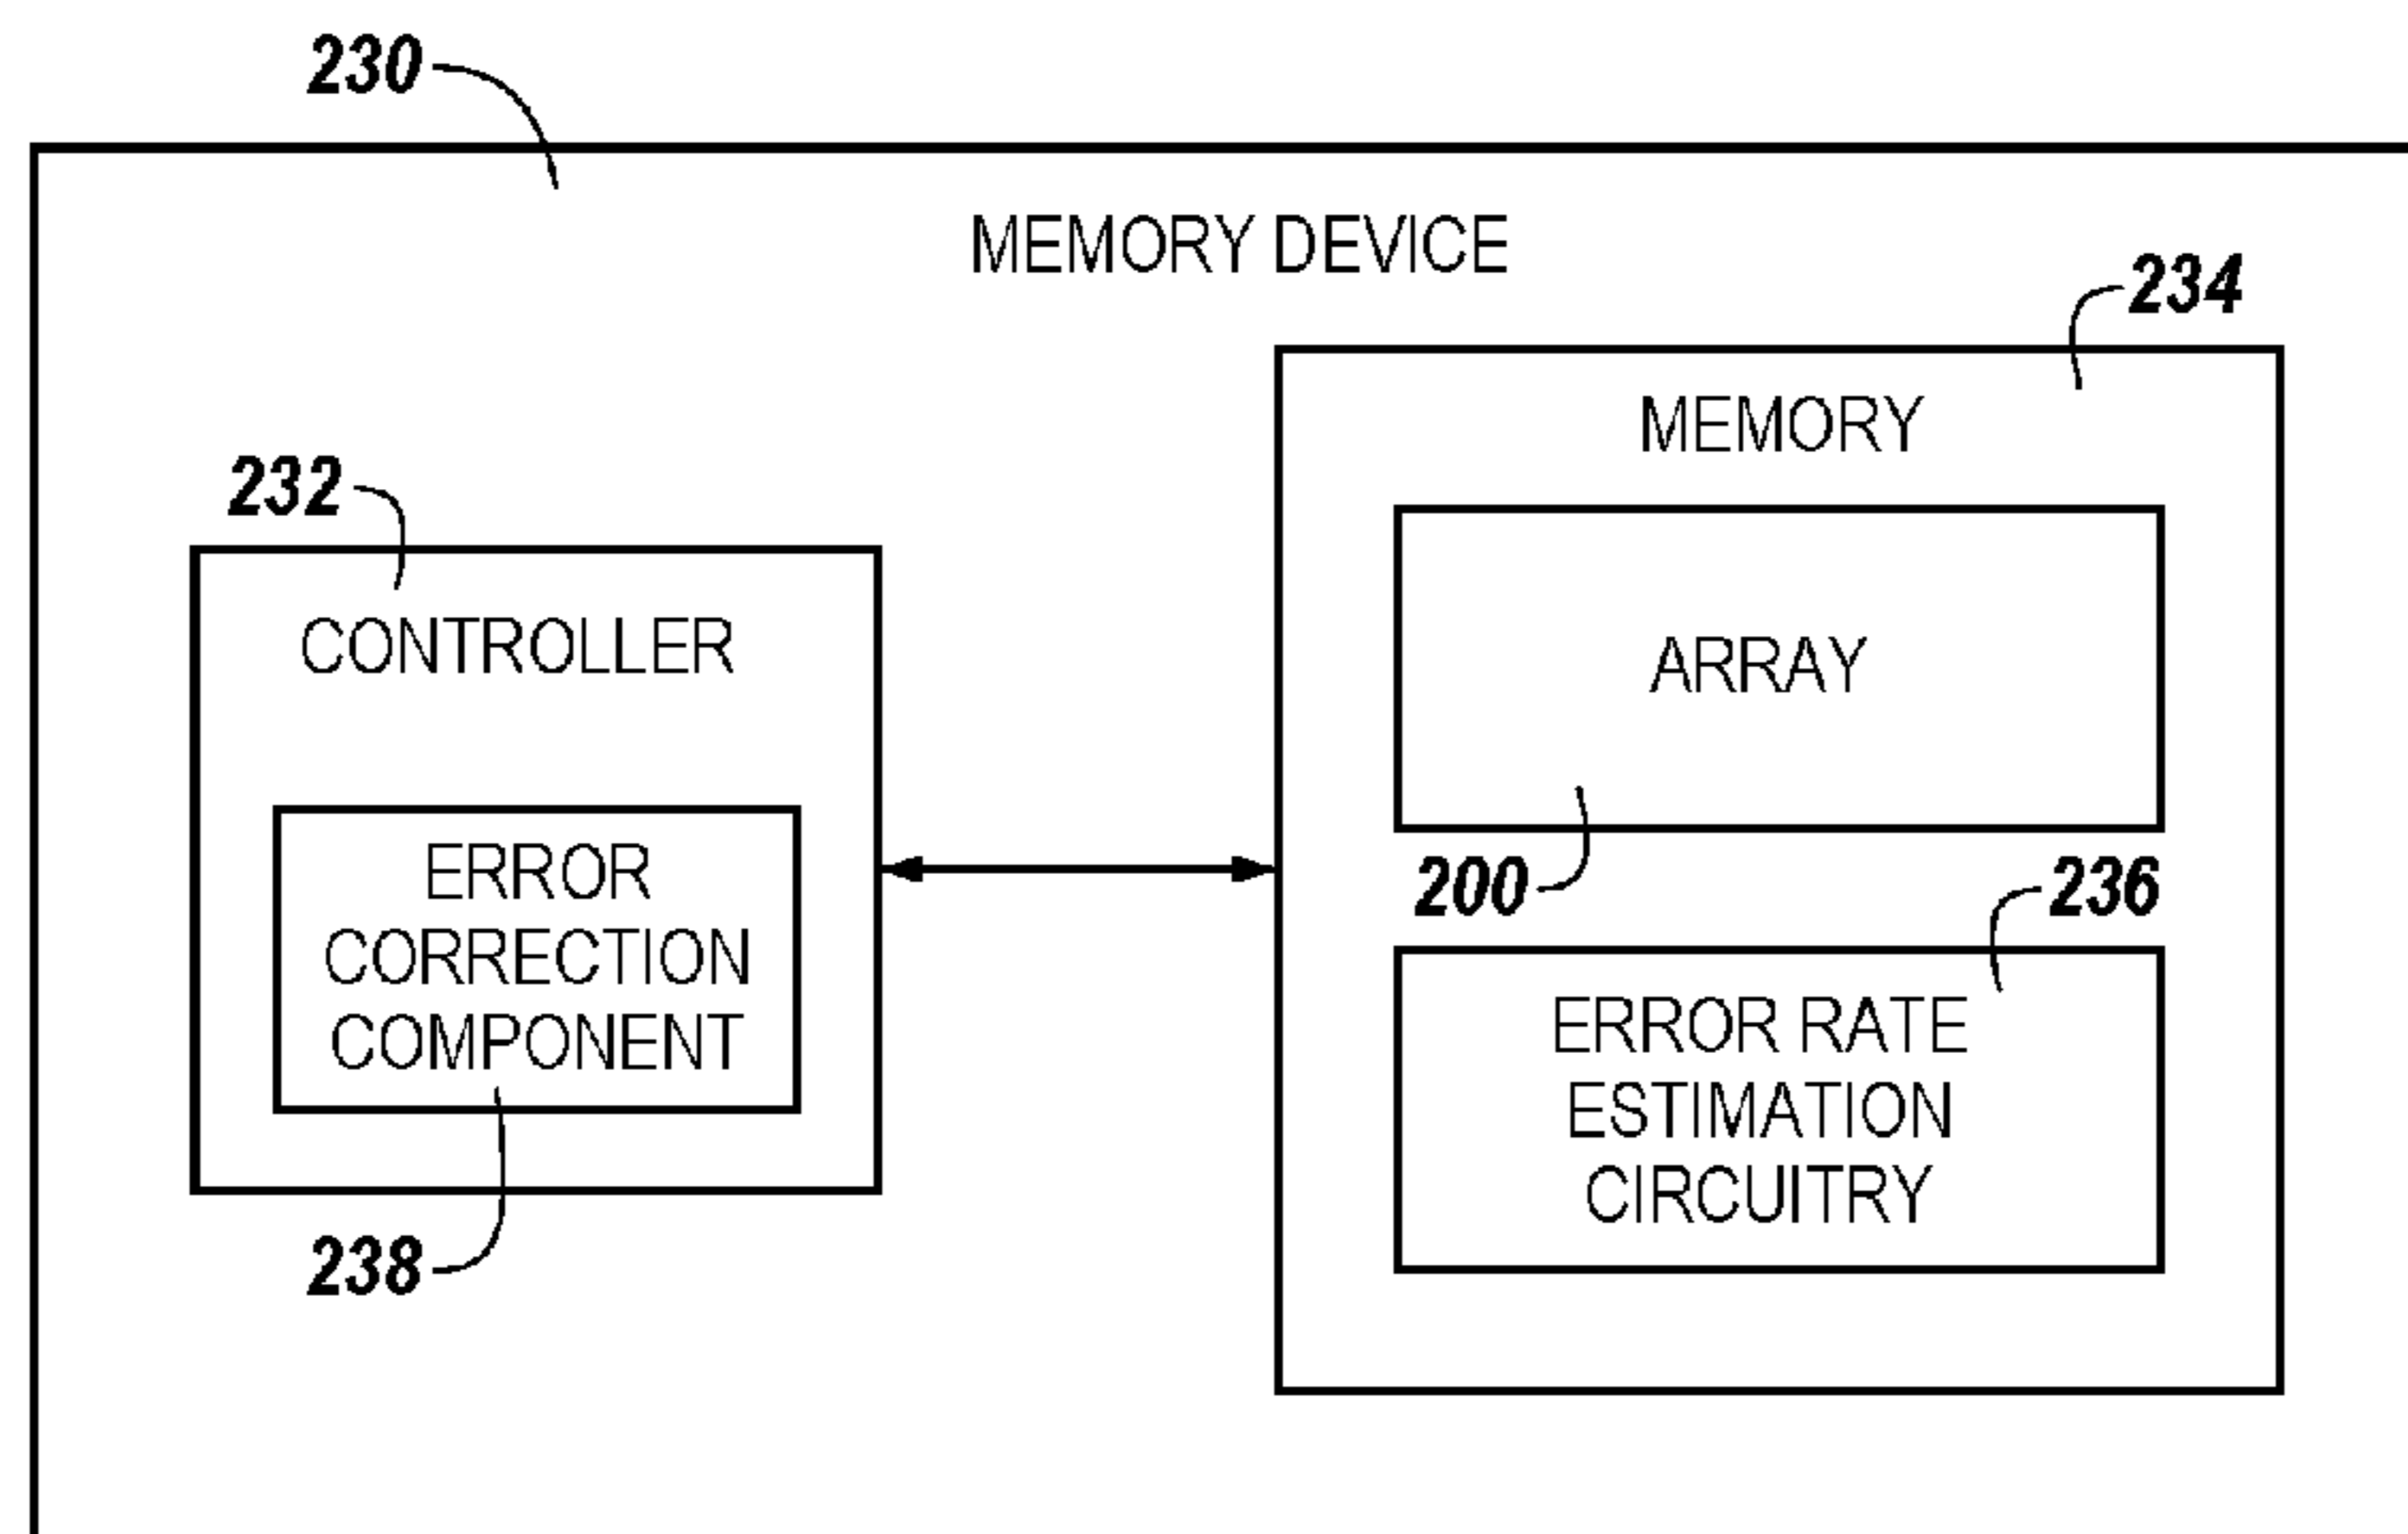 230
MEMORY DEVICE
234
MEMORY
232
CONTROLLER
ARRAY
ERROR
CORRECTION
COMPONENT
200
236
ERROR RATE
ESTIMATION
CIRCUITRY
238